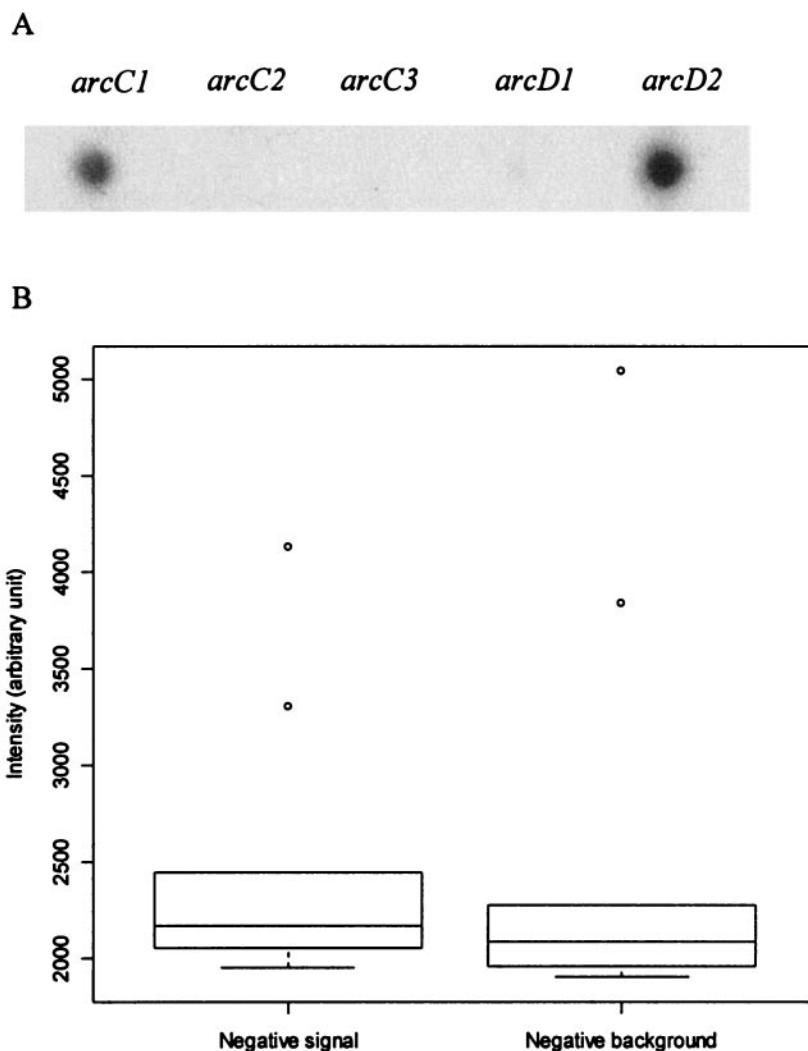 A
arcC1 arcC2 arcC3 arcD1 arcD2
B
5000
4500
4000
3500
3000
2500
2000
Intensity (arbitrary unit)
Negative signal Negative background